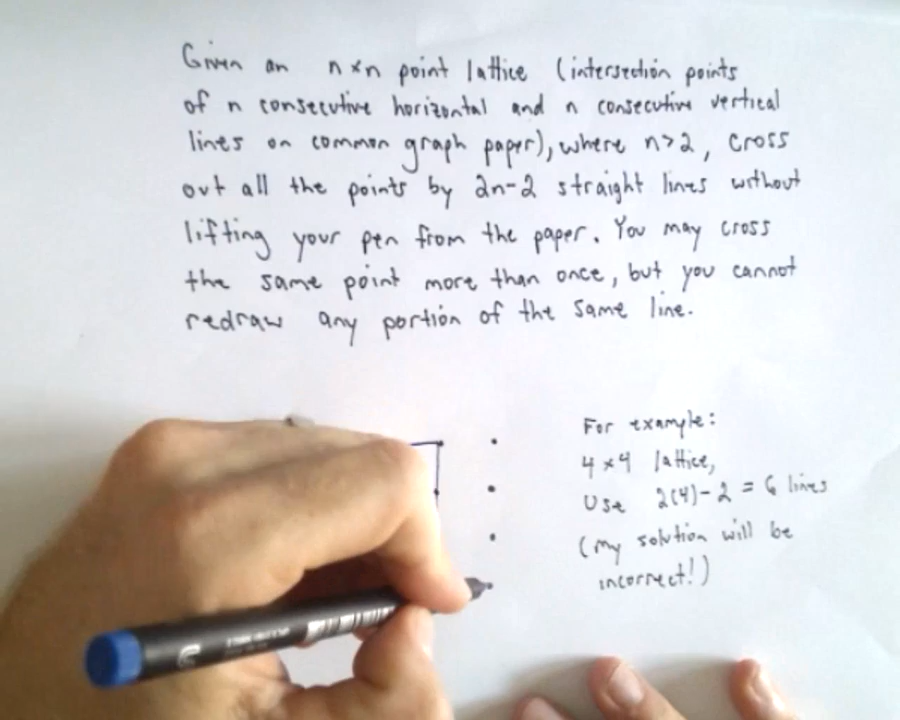 Given an n×n point lattice (intersection points
of n consecutive horizontal and n consecutive vertical
lines on common graph paper), where n>2, cross
out all the points by 2n-2 straight lines without
lifting your pen from the paper. You may cross
the same point more than once, but you cannot
redraw any portion of the same line.
For example:
4×4 lattice,
Use 2(4)-2 = 6 lines
(my solution will be
incorrect!)